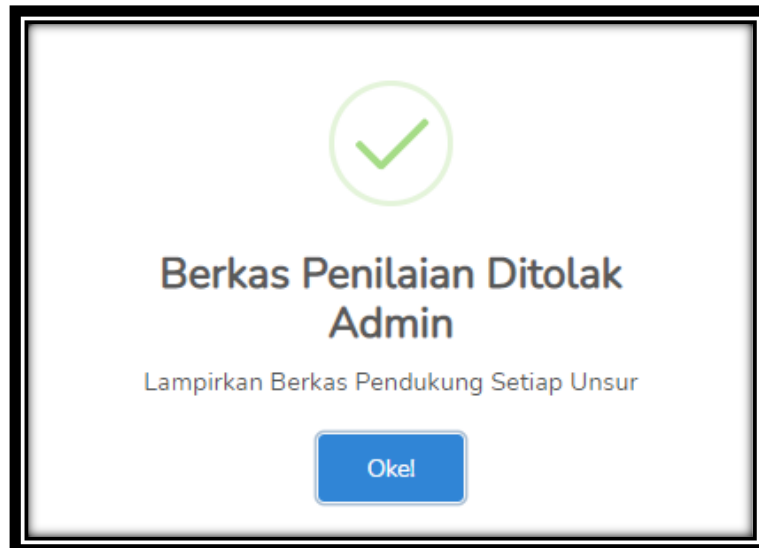 Berkas Penilaian Ditolak
Admin
Lampirkan Berkas Pendukung Setiap Unsur
Oke!